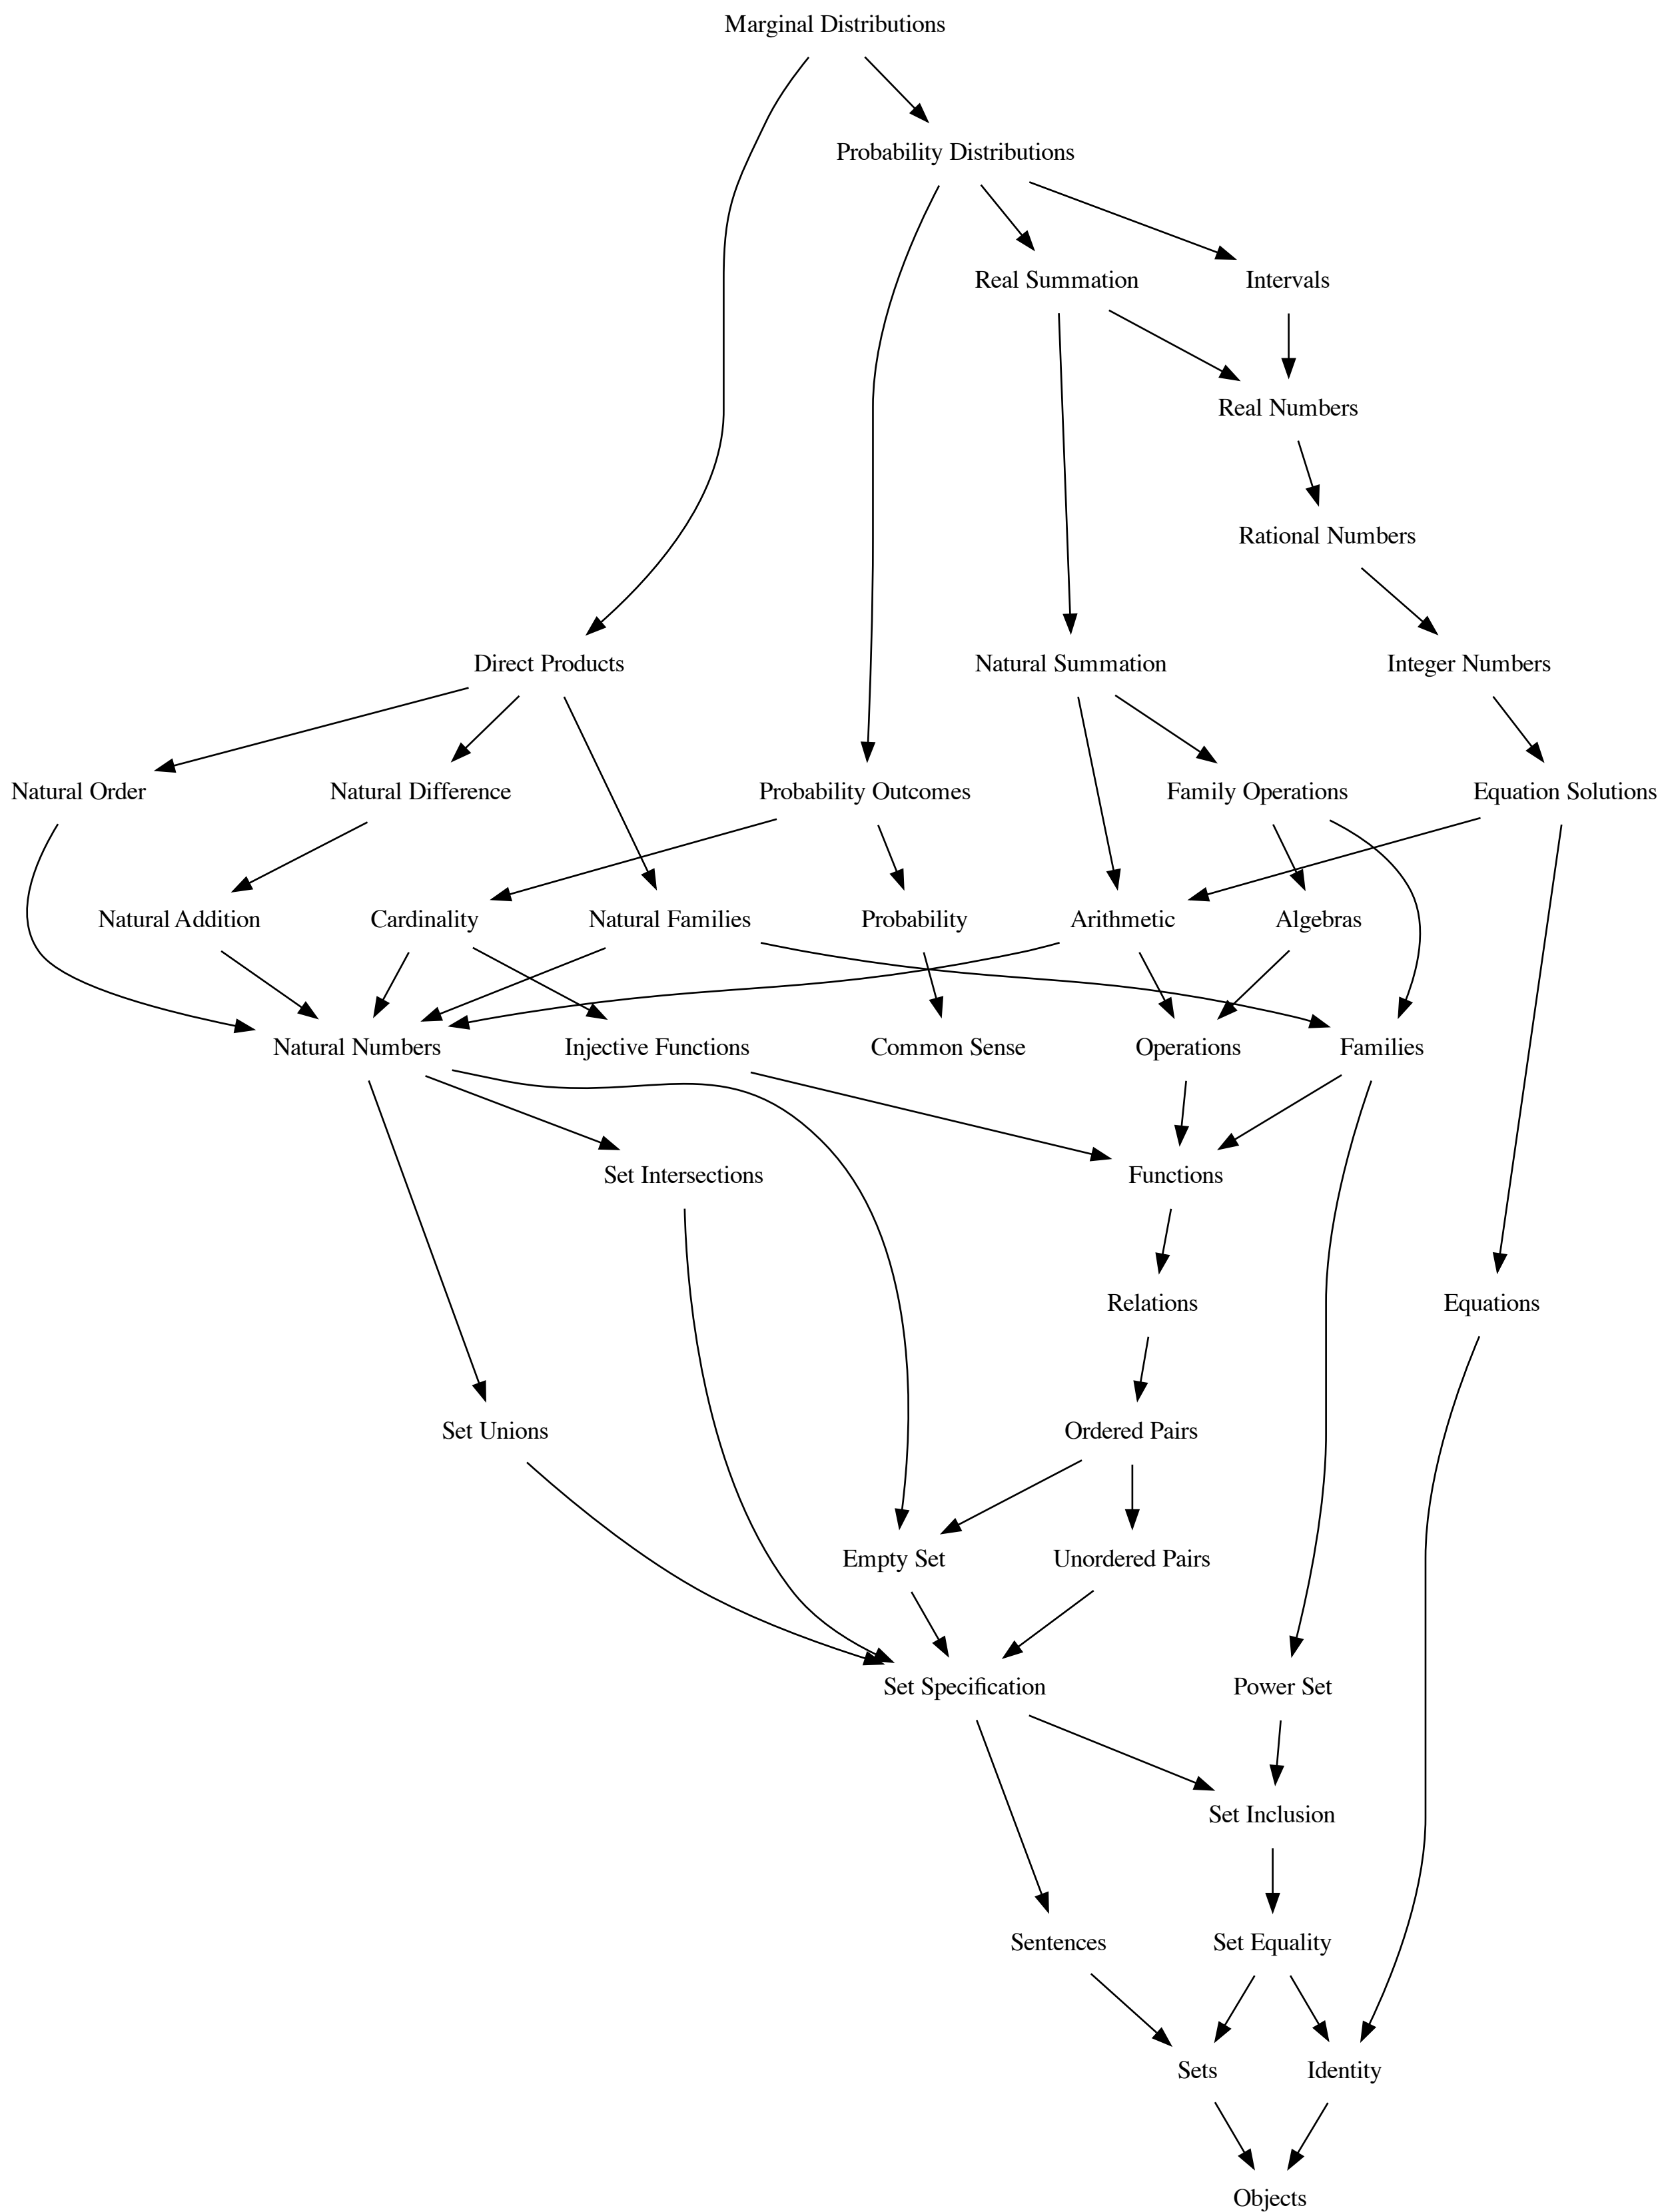 Marginal Distributions
Probability Distributions
Real Summation
Intervals
Real Numbers
Rational Numbers
Direct Products
Natural Summation
Integer Numbers
Natural Order
Natural Difference
Probability Outcomes
Family Operations
Equation Solutions
Natural Addition
Cardinality
Natural Families
Probability
Arithmetic
Algebras
Natural Numbers
Injective Functions
Common Sense
Operations
Families
Set Intersections
Functions
Relations
Equations
Set Unions
Ordered Pairs
Empty Set
Unordered Pairs
Set Specification
Power Set
Set Inclusion
Sentences
Set Equality
Sets
Identity
Objects